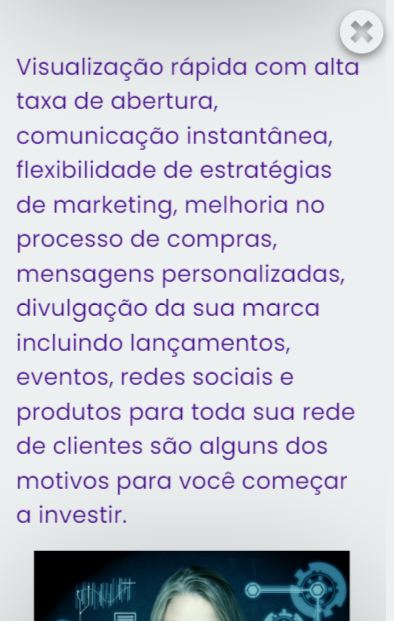 Visualização rápida com alta
taxa de abertura,
comunicação instantânea,
flexibilidade de estratégias
de marketing, melhoria no
processo de compras,
mensagens personalizadas,
divulgação da sua marca
incluindo lançamentos,
eventos, redes sociais e
produtos para toda sua rede
de clientes são alguns dos
motivos para você começar
a investir.